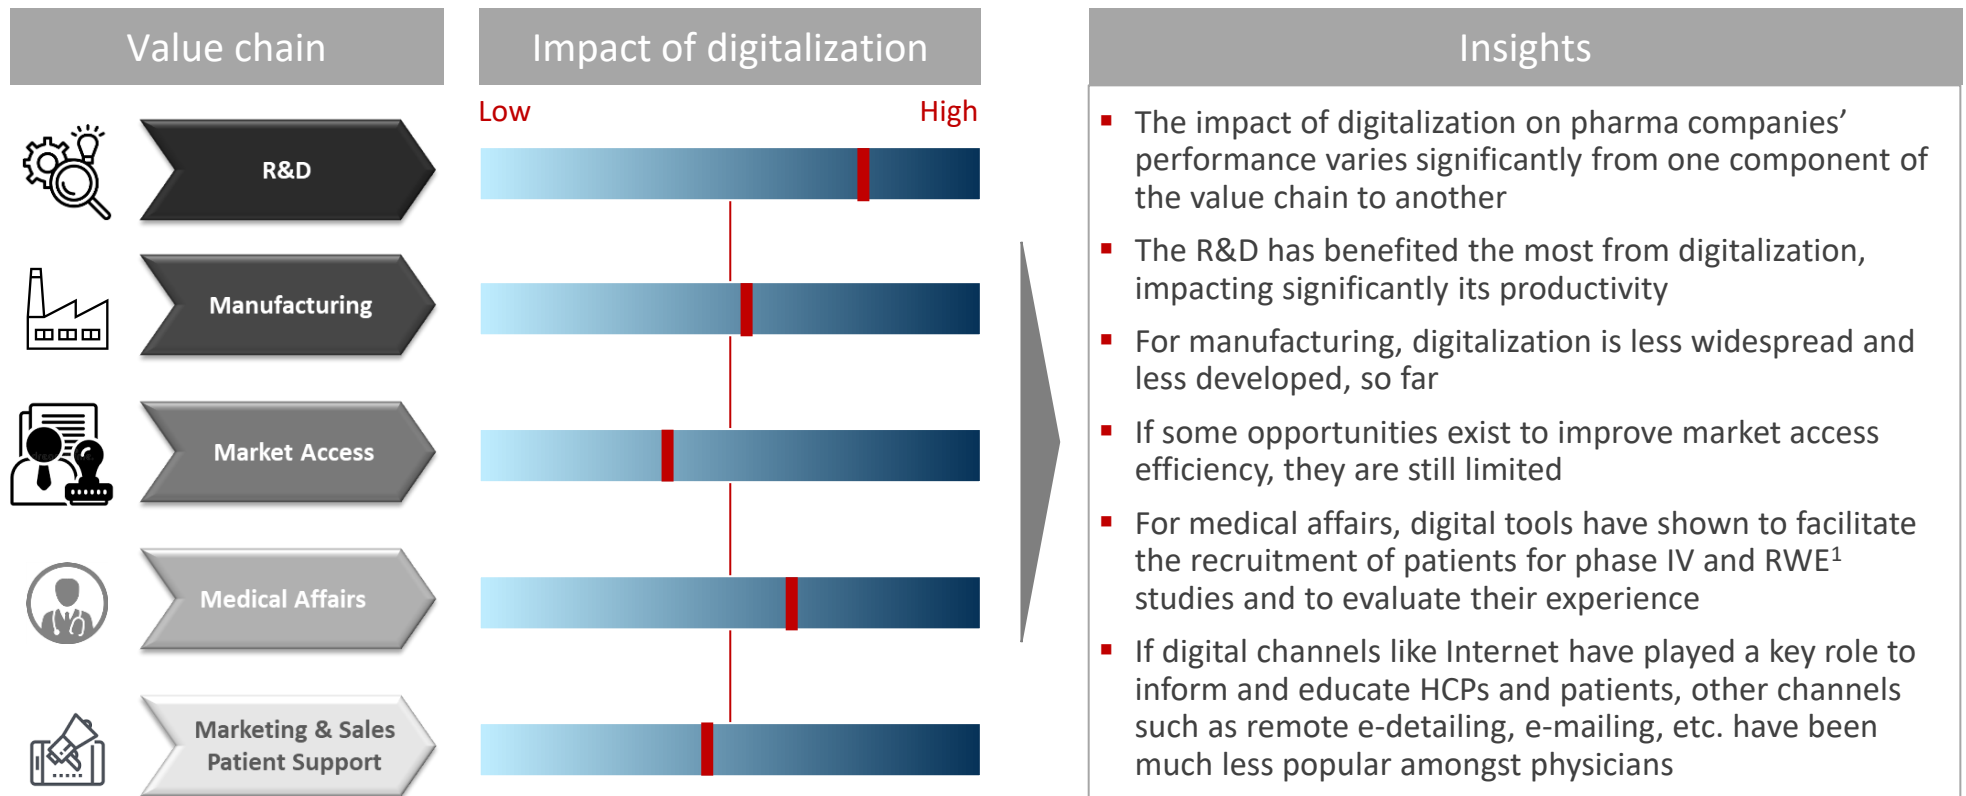 Value chain
Impact of digitalization
Insights
Low
High
R&D
Manufacturing
Market Access
Medical Affairs
Marketing & Sales
Patient Support
▪ The impact of digitalization on pharma companies’
performance varies significantly from one component of
the value chain to another
▪ The R&D has benefited the most from digitalization,
impacting significantly its productivity
▪ For manufacturing, digitalization is less widespread and
less developed, so far
▪ If some opportunities exist to improve market access
efficiency, they are still limited
▪ For medical affairs, digital tools have shown to facilitate
the recruitment of patients for phase IV and RWE¹
studies and to evaluate their experience
▪ If digital channels like Internet have played a key role to
inform and educate HCPs and patients, other channels
such as remote e-detailing, e-mailing, etc. have been
much less popular amongst physicians